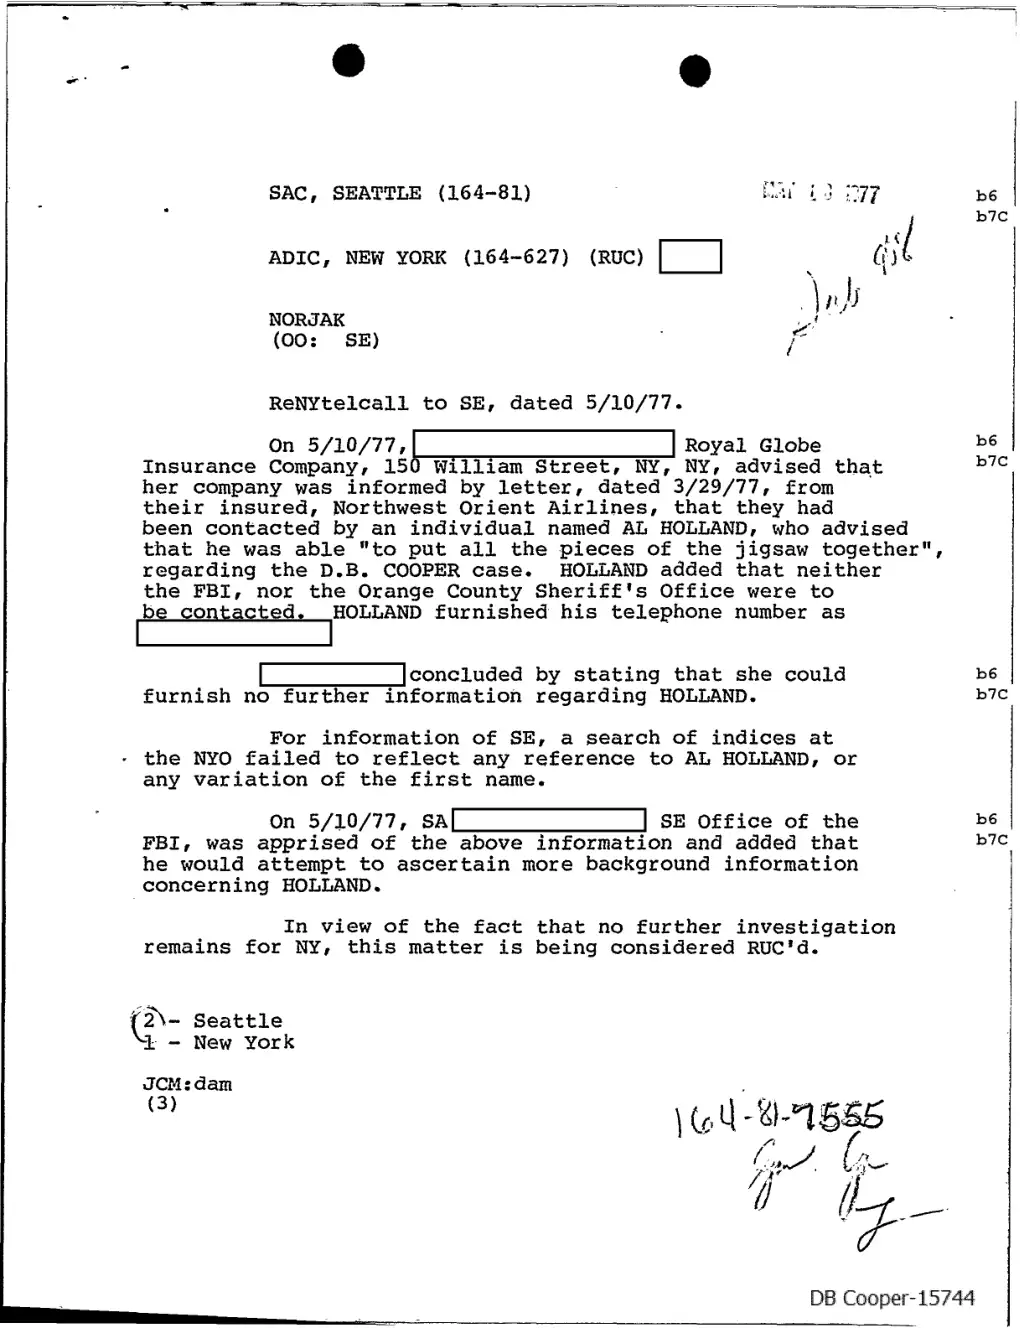 SAC, SEATTLE (164-81)
1977
b6
b7C
ADIC, NEW YORK (164-627) (RUC)
Sub
NORJAK
(OO: SE)
ReNYtelcall to SE, dated 5/10/77.
On 5/10/77, Royal Globe
b6
Insurance Company, 150 William Street, NY, NY, advised that
b7C
her company was informed by letter, dated 3/29/77, from
their insured, Northwest Orient Airlines, that they had
been contacted by an individual named AL HOLLAND, who advised
that he was able "to put all the pieces of the jigsaw together",
regarding the D.B. COOPER case. HOLLAND added that neither
the FBI, nor the Orange County Sheriff's Office were to
be contacted. HOLLAND furnished his telephone number as
concluded by stating that she could
b6
furnish no further information regarding HOLLAND.
b7C
For information of SE, a search of indices at
the NYO failed to reflect any reference to AL HOLLAND, or
any variation of the first name.
On 5/10/77, SA SE Office of the
b6
FBI, was apprised of the above information and added that
b7C
he would attempt to ascertain more background information
concerning HOLLAND.
In view of the fact that no further investigation
remains for NY, this matter is being considered RUC'd.
2 - Seattle
1 - New York
JCM:dam
(3)
164-81-7555
DB Cooper-15744